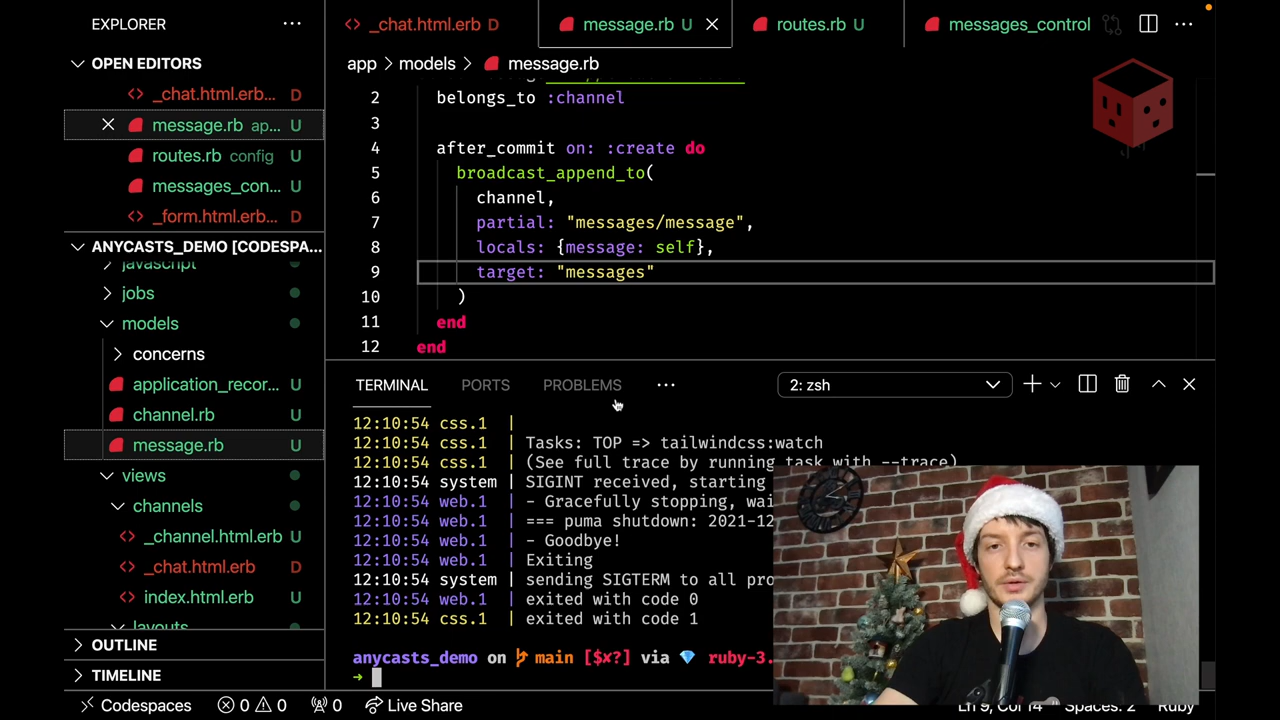 EXPLORER
OPEN EDITORS
_chat.html.erb... D
message.rb ap... U
routes.rb config U
messages_con... U
_form.html.erb... D
ANYCASTS_DEMO [CODESPA...
javascript
jobs
models
concerns
application_recor... U
channel.rb U
message.rb U
views
channels
_channel.html.erb U
_chat.html.erb D
index.html.erb U
layouts
OUTLINE
TIMELINE
_chat.html.erb D
message.rb U
routes.rb U
messages_control
app > models > message.rb
2 belongs_to :channel
3
4 after_commit on: :create do
5 broadcast_append_to(
6 channel,
7 partial: "messages/message",
8 locals: {message: self},
9 target: "messages"
10 )
11 end
12 end
TERMINAL PORTS PROBLEMS
2: zsh
12:10:54 css.1 |
12:10:54 css.1 | Tasks: TOP => tailwindcss:watch
12:10:54 css.1 | (See full trace by running task with --trace)
12:10:54 system | SIGINT received, starting
12:10:54 web.1 | - Gracefully stopping, wai
12:10:54 web.1 | === puma shutdown: 2021-12
12:10:54 web.1 | - Goodbye!
12:10:54 web.1 | Exiting
12:10:54 system | sending SIGTERM to all pro
12:10:54 web.1 | exited with code 0
12:10:54 css.1 | exited with code 1
anycasts_demo on main [$✘?] via 💎 ruby-3.
➜
Codespaces 0 0 0 Live Share
Ln 9, Col 14 Spaces: 2 Ruby